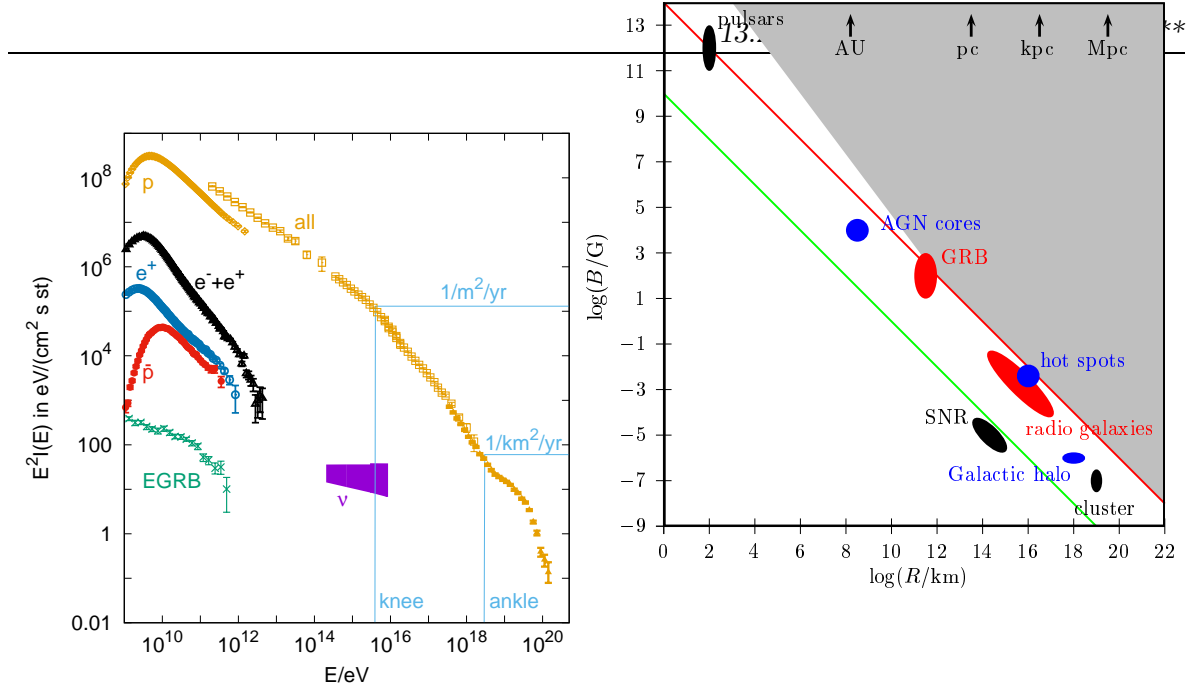 13.
**
10⁸
10⁶
10⁴
100
1
0.01
E²I(E) in eV/(cm² s st)
p
all
e⁻+e⁺
e⁺
p̄
EGRB
ν
1/m²/yr
1/km²/yr
knee
ankle
10¹⁰
10¹²
10¹⁴
10¹⁶
10¹⁸
10²⁰
E/eV
13
11
9
7
5
3
1
−1
−3
−5
−7
−9
log(B/G)
pulsars
AU
pc
kpc
Mpc
AGN cores
GRB
hot spots
SNR
radio galaxies
Galactic halo
cluster
0
2
4
6
8
10
12
14
16
18
20
22
log(R/km)